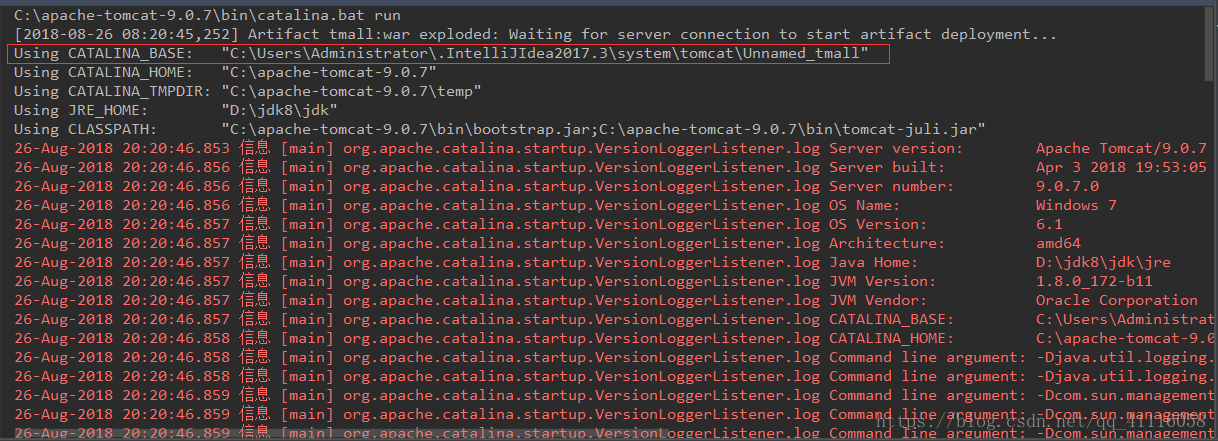 C:\apache-tomcat-9.0.7\bin\catalina.bat run
[2018-08-26 08:20:45,252] Artifact tmall:war exploded: Waiting for server connection to start artifact deployment...
Using CATALINA_BASE:   "C:\Users\Administrator\.IntelliJIdea2017.3\system\tomcat\Unnamed_tmall"
Using CATALINA_HOME:   "C:\apache-tomcat-9.0.7"
Using CATALINA_TMPDIR: "C:\apache-tomcat-9.0.7\temp"
Using JRE_HOME:        "D:\jdk8\jdk"
Using CLASSPATH:       "C:\apache-tomcat-9.0.7\bin\bootstrap.jar;C:\apache-tomcat-9.0.7\bin\tomcat-juli.jar"
26-Aug-2018 20:20:46.853 信息 [main] org.apache.catalina.startup.VersionLoggerListener.log Server version:        Apache Tomcat/9.0.7
26-Aug-2018 20:20:46.856 信息 [main] org.apache.catalina.startup.VersionLoggerListener.log Server built:          Apr 3 2018 19:53:05
26-Aug-2018 20:20:46.856 信息 [main] org.apache.catalina.startup.VersionLoggerListener.log Server number:         9.0.7.0
26-Aug-2018 20:20:46.856 信息 [main] org.apache.catalina.startup.VersionLoggerListener.log OS Name:               Windows 7
26-Aug-2018 20:20:46.857 信息 [main] org.apache.catalina.startup.VersionLoggerListener.log OS Version:            6.1
26-Aug-2018 20:20:46.857 信息 [main] org.apache.catalina.startup.VersionLoggerListener.log Architecture:          amd64
26-Aug-2018 20:20:46.857 信息 [main] org.apache.catalina.startup.VersionLoggerListener.log Java Home:             D:\jdk8\jdk\jre
26-Aug-2018 20:20:46.857 信息 [main] org.apache.catalina.startup.VersionLoggerListener.log JVM Version:           1.8.0_172-b11
26-Aug-2018 20:20:46.857 信息 [main] org.apache.catalina.startup.VersionLoggerListener.log JVM Vendor:            Oracle Corporation
26-Aug-2018 20:20:46.857 信息 [main] org.apache.catalina.startup.VersionLoggerListener.log CATALINA_BASE:         C:\Users\Administrat
26-Aug-2018 20:20:46.858 信息 [main] org.apache.catalina.startup.VersionLoggerListener.log CATALINA_HOME:         C:\apache-tomcat-9.0
26-Aug-2018 20:20:46.858 信息 [main] org.apache.catalina.startup.VersionLoggerListener.log Command line argument: -Djava.util.logging.
26-Aug-2018 20:20:46.858 信息 [main] org.apache.catalina.startup.VersionLoggerListener.log Command line argument: -Djava.util.logging.
26-Aug-2018 20:20:46.859 信息 [main] org.apache.catalina.startup.VersionLoggerListener.log Command line argument: -Dcom.sun.management
26-Aug-2018 20:20:46.859 信息 [main] org.apache.catalina.startup.VersionLoggerListener.log Command line argument: -Dcom.sun.management
26-Aug-2018 20:20:46.859 信息 [main] org.apache.catalina.startup.VersionLoggerListener.log Command line argument: -Dcom.sun.management
https://blog.csdn.net/qq_41116058